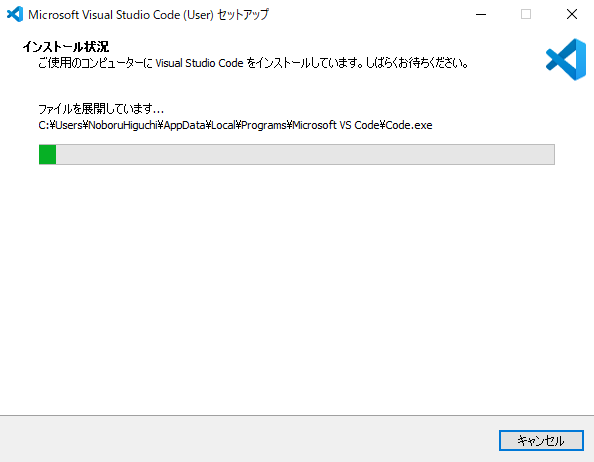 Microsoft Visual Studio Code (User) セットアップ
インストール状況
ご使用のコンピューターに Visual Studio Code をインストールしています。しばらくお待ちください。
ファイルを展開しています...
C:¥Users¥NoboruHiguchi¥AppData¥Local¥Programs¥Microsoft VS Code¥Code.exe
キャンセル